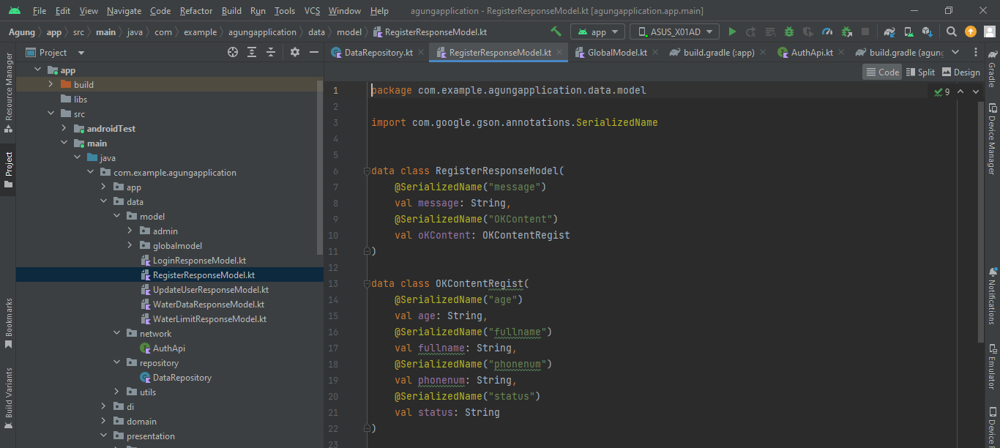 File Edit View Navigate Code Refactor Build Run Tools VCS Window Help agungapplication - RegisterResponseModel.kt [agungapplication.app.main]
Agung app src main java com example agungapplication data model RegisterResponseModel.kt app ASUS_X01AD
Project
DataRepository.kt RegisterResponseModel.kt GlobalModel.kt build.gradle (:app) AuthApi.kt build.gradle (agung
Code Split Design
9
Resource Manager
Project
Bookmarks
Build Variants
app
build
libs
src
androidTest
main
java
com.example.agungapplication
app
data
model
admin
globalmodel
LoginResponseModel.kt
RegisterResponseModel.kt
UpdateUserResponseModel.kt
WaterDataResponseModel.kt
WaterLimitResponseModel.kt
network
AuthApi
repository
DataRepository
utils
di
domain
presentation
1 package com.example.agungapplication.data.model
2
3 import com.google.gson.annotations.SerializedName
4
5
6 data class RegisterResponseModel(
7 @SerializedName("message")
8 val message: String,
9 @SerializedName("OKContent")
10 val oKContent: OKContentRegist
11 )
12
13 data class OKContentRegist(
14 @SerializedName("age")
15 val age: String,
16 @SerializedName("fullname")
17 val fullname: String,
18 @SerializedName("phonenum")
19 val phonenum: String,
20 @SerializedName("status")
21 val status: String
22 )
23
Gradle
Device Manager
Notifications
Emulator